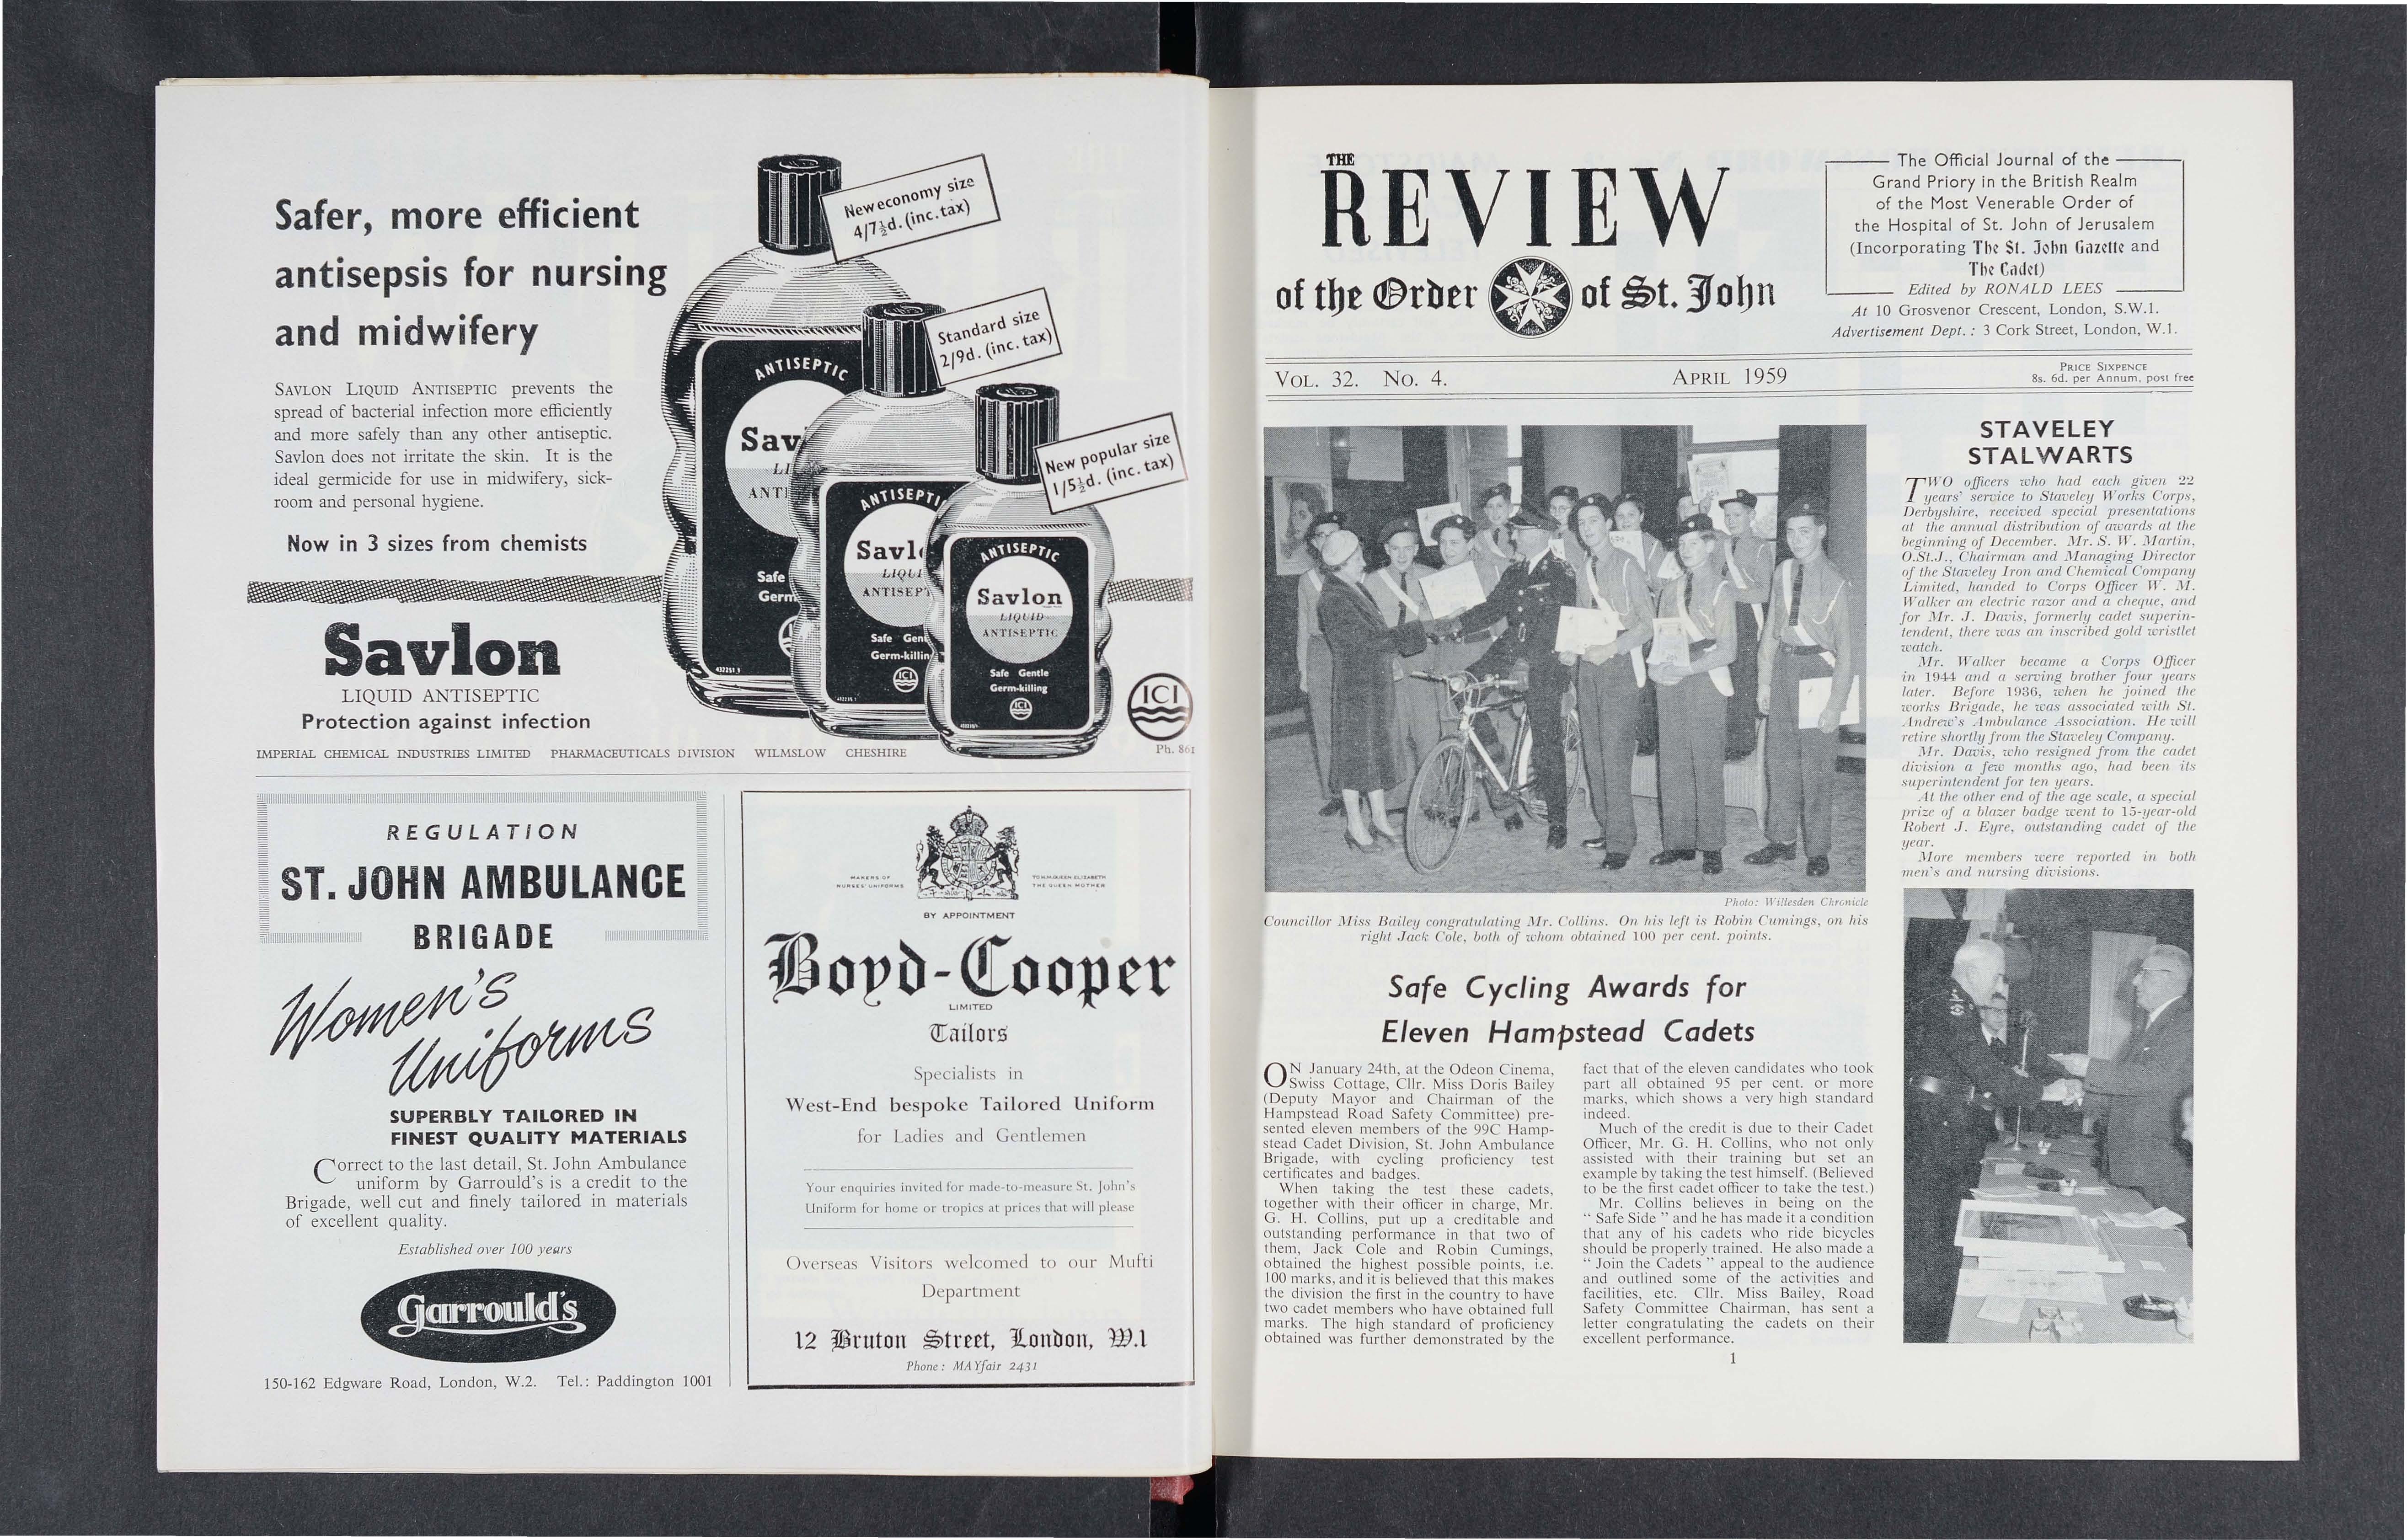 Safer, more efficient
antisepsis for nursing
and midwifery
SAVLON LIQUID ANTISEPTIC prevents the
spread of bacterial infection more efficiently
and more safely than any other antiseptic.
Savlon does not irritate the skin. It is the
ideal germicide for use in midwifery, sick-
room and personal hygiene.
Now in 3 sizes from chemists
New economy size
4/7½d. (inc. tax)
Standard size
2/9d. (inc. tax)
New popular size
1/5½d. (inc. tax)
ANTISEPTIC
Sav
LI
ANTI
Safe
Germ
ANTISEPTI
Savl
LIQUI
ANTISEPT
Safe Gen
Germ-killin
ICI
ANTISEPTIC
Savlon
LIQUID
ANTISEPTIC
Safe Gentle
Germ-killing
ICI
Savlon
LIQUID ANTISEPTIC
Protection against infection
ICI
IMPERIAL CHEMICAL INDUSTRIES LIMITED PHARMACEUTICALS DIVISION WILMSLOW CHESHIRE
Ph. 861
REGULATION
ST. JOHN AMBULANCE
BRIGADE
Women's
Uniforms
SUPERBLY TAILORED IN
FINEST QUALITY MATERIALS
Correct to the last detail, St. John Ambulance
uniform by Garrould's is a credit to the
Brigade, well cut and finely tailored in materials
of excellent quality.
Established over 100 years
Garrould's
150-162 Edgware Road, London, W.2. Tel.: Paddington 1001
MAKERS OF
NURSES' UNIFORMS
TO H.M. QUEEN ELIZABETH
THE QUEEN MOTHER
BY APPOINTMENT
Boyd-Cooper
LIMITED
Tailors
Specialists in
West-End bespoke Tailored Uniform
for Ladies and Gentlemen
Your enquiries invited for made-to-measure St. John's
Uniform for home or tropics at prices that will please
Overseas Visitors welcomed to our Mufti
Department
12 Bruton Street, London, W.1
Phone: MAYfair 2431
THE
REVIEW
of the Order of St. John
The Official Journal of the
Grand Priory in the British Realm
of the Most Venerable Order of
the Hospital of St. John of Jerusalem
(Incorporating The St. John Gazette and
The Cadet)
Edited by RONALD LEES
At 10 Grosvenor Crescent, London, S.W.1.
Advertisement Dept.: 3 Cork Street, London, W.1.
VOL. 32. No. 4.
APRIL 1959
PRICE SIXPENCE
8s. 6d. per Annum, post free
Photo: Willesden Chronicle
Councillor Miss Bailey congratulating Mr. Collins. On his left is Robin Cumings, on his
right Jack Cole, both of whom obtained 100 per cent. points.
Safe Cycling Awards for
Eleven Hampstead Cadets
ON January 24th, at the Odeon Cinema,
Swiss Cottage, Cllr. Miss Doris Bailey
(Deputy Mayor and Chairman of the
Hampstead Road Safety Committee) pre-
sented eleven members of the 99C Hamp-
stead Cadet Division, St. John Ambulance
Brigade, with cycling proficiency test
certificates and badges.
When taking the test these cadets,
together with their officer in charge, Mr.
G. H. Collins, put up a creditable and
outstanding performance in that two of
them, Jack Cole and Robin Cumings,
obtained the highest possible points, i.e.
100 marks, and it is believed that this makes
the division the first in the country to have
two cadet members who have obtained full
marks. The high standard of proficiency
obtained was further demonstrated by the
fact that of the eleven candidates who took
part all obtained 95 per cent. or more
marks, which shows a very high standard
indeed.
Much of the credit is due to their Cadet
Officer, Mr. G. H. Collins, who not only
assisted with their training but set an
example by taking the test himself. (Believed
to be the first cadet officer to take the test.)
Mr. Collins believes in being on the
" Safe Side " and he has made it a condition
that any of his cadets who ride bicycles
should be properly trained. He also made a
" Join the Cadets " appeal to the audience
and outlined some of the activities and
facilities, etc. Cllr. Miss Bailey, Road
Safety Committee Chairman, has sent a
letter congratulating the cadets on their
excellent performance.
STAVELEY
STALWARTS
TWO officers who had each given 22
years' service to Staveley Works Corps,
Derbyshire, received special presentations
at the annual distribution of awards at the
beginning of December. Mr. S. W. Martin,
O.St.J., Chairman and Managing Director
of the Staveley Iron and Chemical Company
Limited, handed to Corps Officer W. M.
Walker an electric razor and a cheque, and
for Mr. J. Davis, formerly cadet superin-
tendent, there was an inscribed gold wristlet
watch.
Mr. Walker became a Corps Officer
in 1944 and a serving brother four years
later. Before 1936, when he joined the
works Brigade, he was associated with St.
Andrew's Ambulance Association. He will
retire shortly from the Staveley Company.
Mr. Davis, who resigned from the cadet
division a few months ago, had been its
superintendent for ten years.
At the other end of the age scale, a special
prize of a blazer badge went to 15-year-old
Robert J. Eyre, outstanding cadet of the
year.
More members were reported in both
men's and nursing divisions.
1